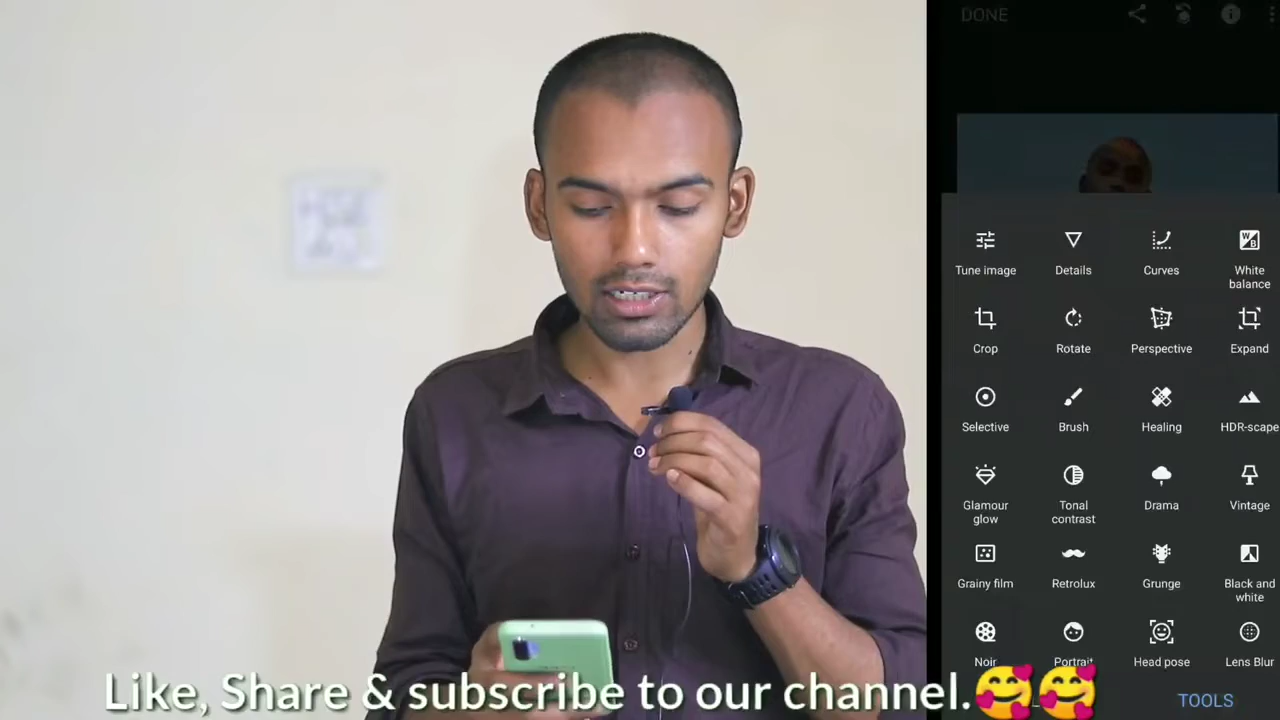 DONE
Tune image
Details
Curves
White
balance
Crop
Rotate
Perspective
Expand
Selective
Brush
Healing
HDR-scape
Glamour
glow
Tonal
contrast
Drama
Vintage
Grainy film
Retrolux
Grunge
Black and
white
Noir
Portrait
Head pose
Lens Blur
Like, Share & subscribe to our channel.🥰🥰
TOOLS